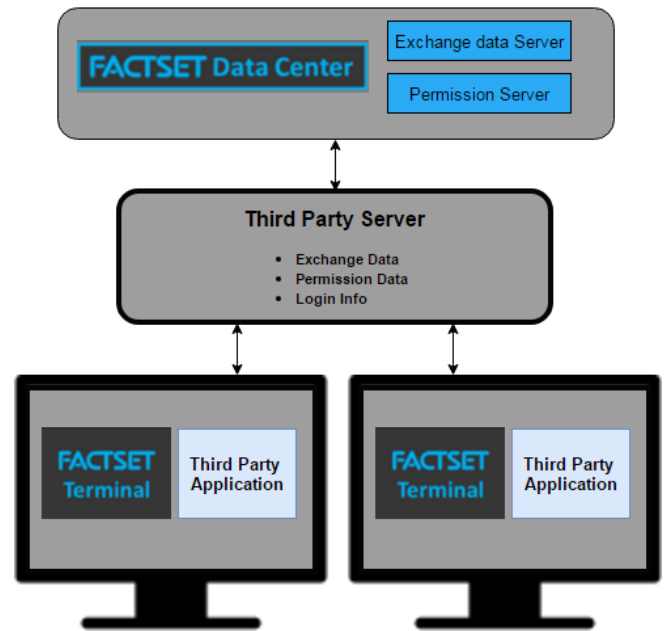 FACTSET Data Center
Exchange data Server
Permission Server
Third Party Server
• Exchange Data
• Permission Data
• Login Info
FACTSET
Terminal
Third Party
Application
FACTSET
Terminal
Third Party
Application